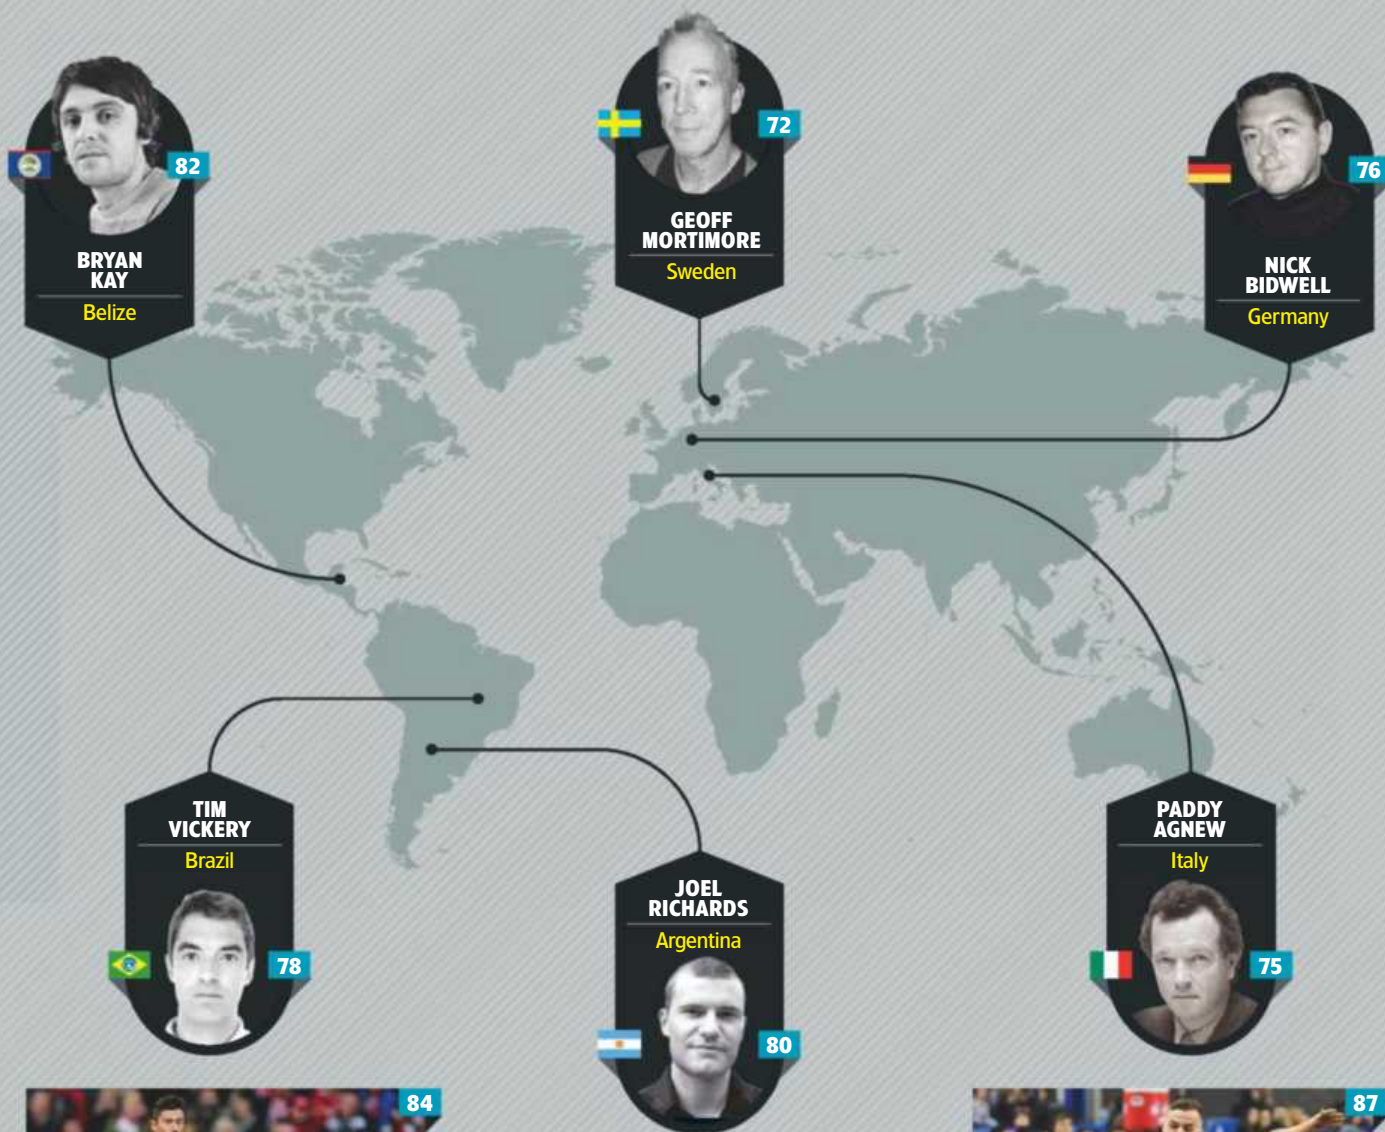 82
BRYAN
KAY
Belize
72
GEOFF
MORTIMORE
Sweden
76
NICK
BIDWELL
Germany
TIM
VICKERY
Brazil
78
JOEL
RICHARDS
Argentina
80
PADDY
AGNEW
Italy
75
84
87